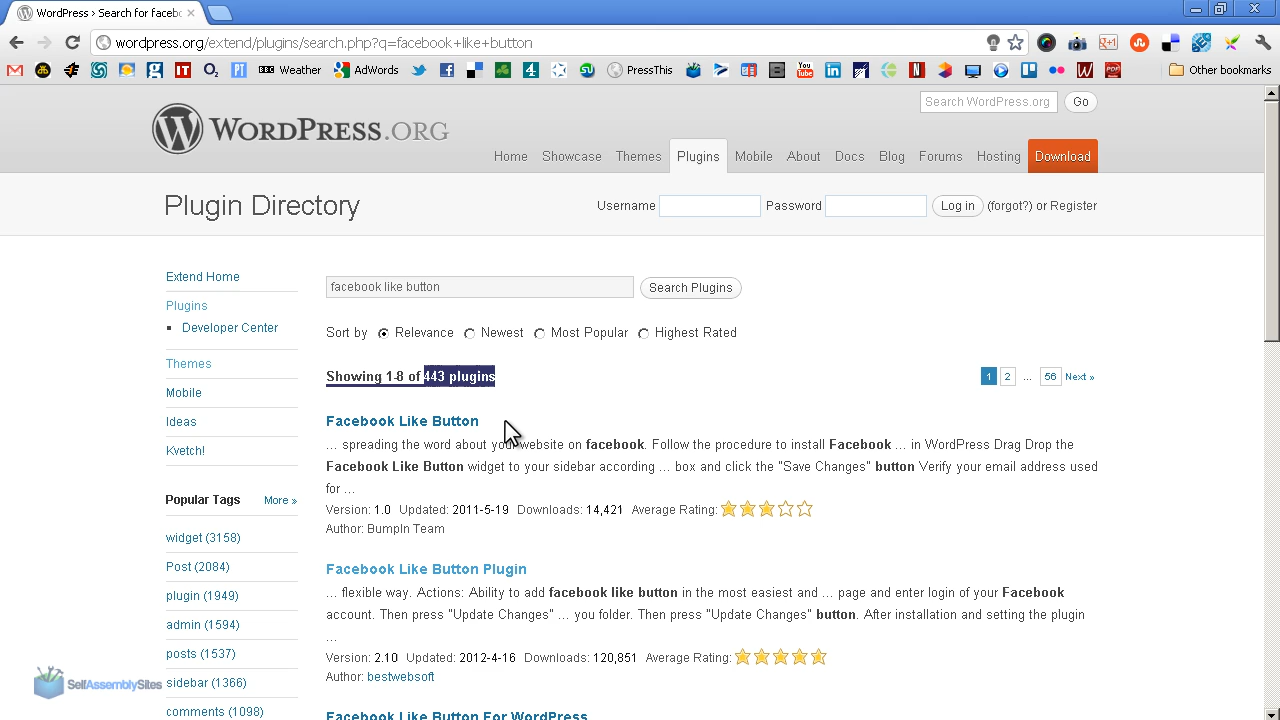 WordPress › Search for facebo
wordpress.org/extend/plugins/search.php?q=facebook+like+button
BBC Weather
AdWords
PressThis
Other bookmarks
WORDPRESS.ORG
Search WordPress.org
Go
Home Showcase Themes Plugins Mobile About Docs Blog Forums Hosting Download
Plugin Directory
Username Password Log in (forgot?) or Register
Extend Home
Plugins
Developer Center
Themes
Mobile
Ideas
Kvetch!
Popular Tags More »
widget (3158)
Post (2084)
plugin (1949)
admin (1594)
posts (1537)
sidebar (1366)
comments (1098)
facebook like button Search Plugins
Sort by Relevance Newest Most Popular Highest Rated
Showing 1-8 of 443 plugins
1 2 … 56 Next »
Facebook Like Button
… spreading the word about your website on facebook. Follow the procedure to install Facebook … in WordPress Drag Drop the
Facebook Like Button widget to your sidebar according … box and click the "Save Changes" button Verify your email address used
for …
Version: 1.0 Updated: 2011-5-19 Downloads: 14,421 Average Rating:
Author: BumpIn Team
Facebook Like Button Plugin
… flexible way. Actions: Ability to add facebook like button in the most easiest and … page and enter login of your Facebook
account. Then press "Update Changes" … you folder. Then press "Update Changes" button. After installation and setting the plugin
…
Version: 2.10 Updated: 2012-4-16 Downloads: 120,851 Average Rating:
Author: bestwebsoft
Facebook Like Button For WordPress
SelfAssemblySites